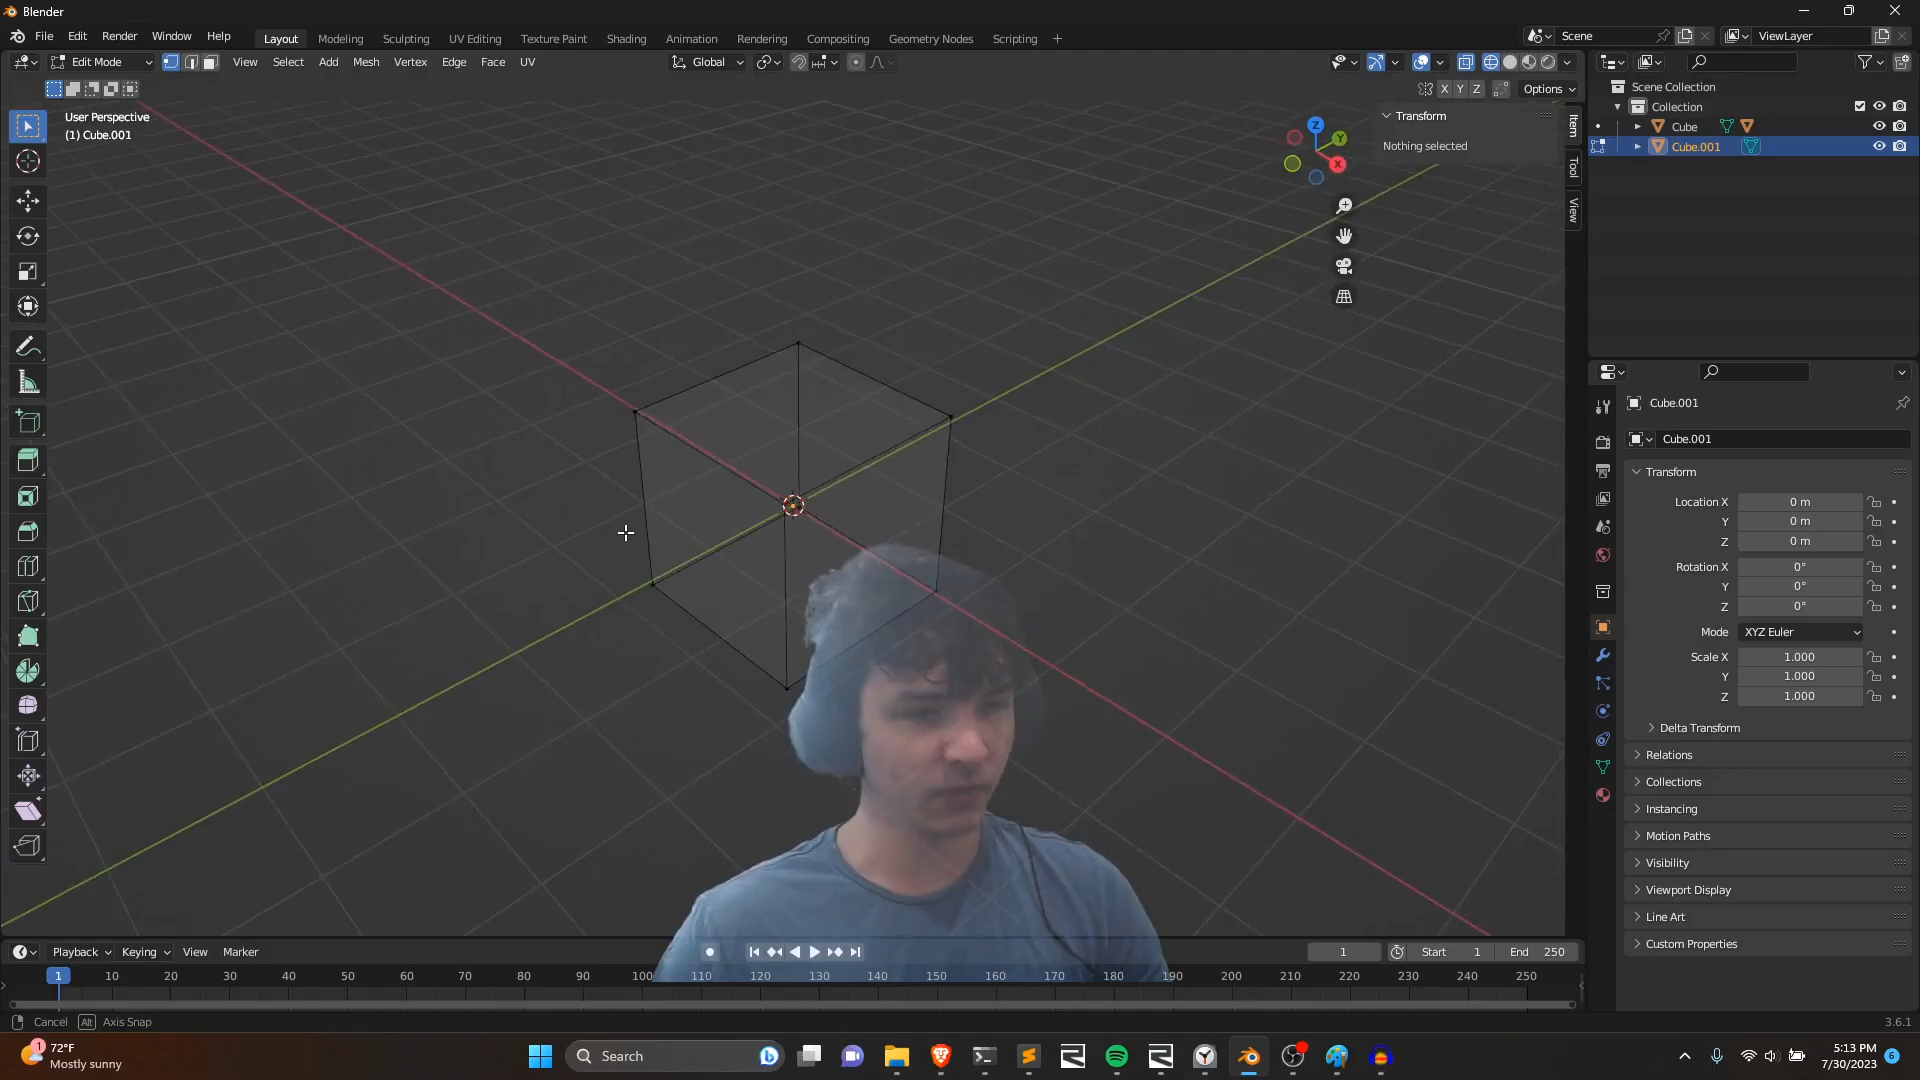 Blender
File Edit Render Window Help Layout Modeling Sculpting UV Editing Texture Paint Shading Animation Rendering Compositing Geometry Nodes Scripting + Scene ViewLayer
Edit Mode View Select Add Mesh Vertex Edge Face UV Global
X Y Z Options
User Perspective
(1) Cube.001
Z Y X
Transform
Nothing selected
Item
Tool
View
Scene Collection
Collection
Cube
Cube.001
Cube.001
Cube.001
Transform
Location X 0 m
Y 0 m
Z 0 m
Rotation X 0°
Y 0°
Z 0°
Mode XYZ Euler
Scale X 1.000
Y 1.000
Z 1.000
Delta Transform
Relations
Collections
Instancing
Motion Paths
Visibility
Viewport Display
Line Art
Custom Properties
Playback Keying View Marker 1 Start 1 End 250
1 10 20 30 40 50 60 70 80 90 100 110 120 130 140 150 160 170 180 190 200 210 220 230 240 250
Cancel Alt Axis Snap 3.6.1
1 72°F
Mostly sunny
Search
5:13 PM
7/30/2023
6